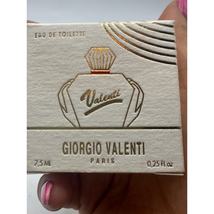 EAU DE TOILETTE
Valenti
GIORGIO VALENTI
PARIS
7,5 ML 0,25 fl.oz